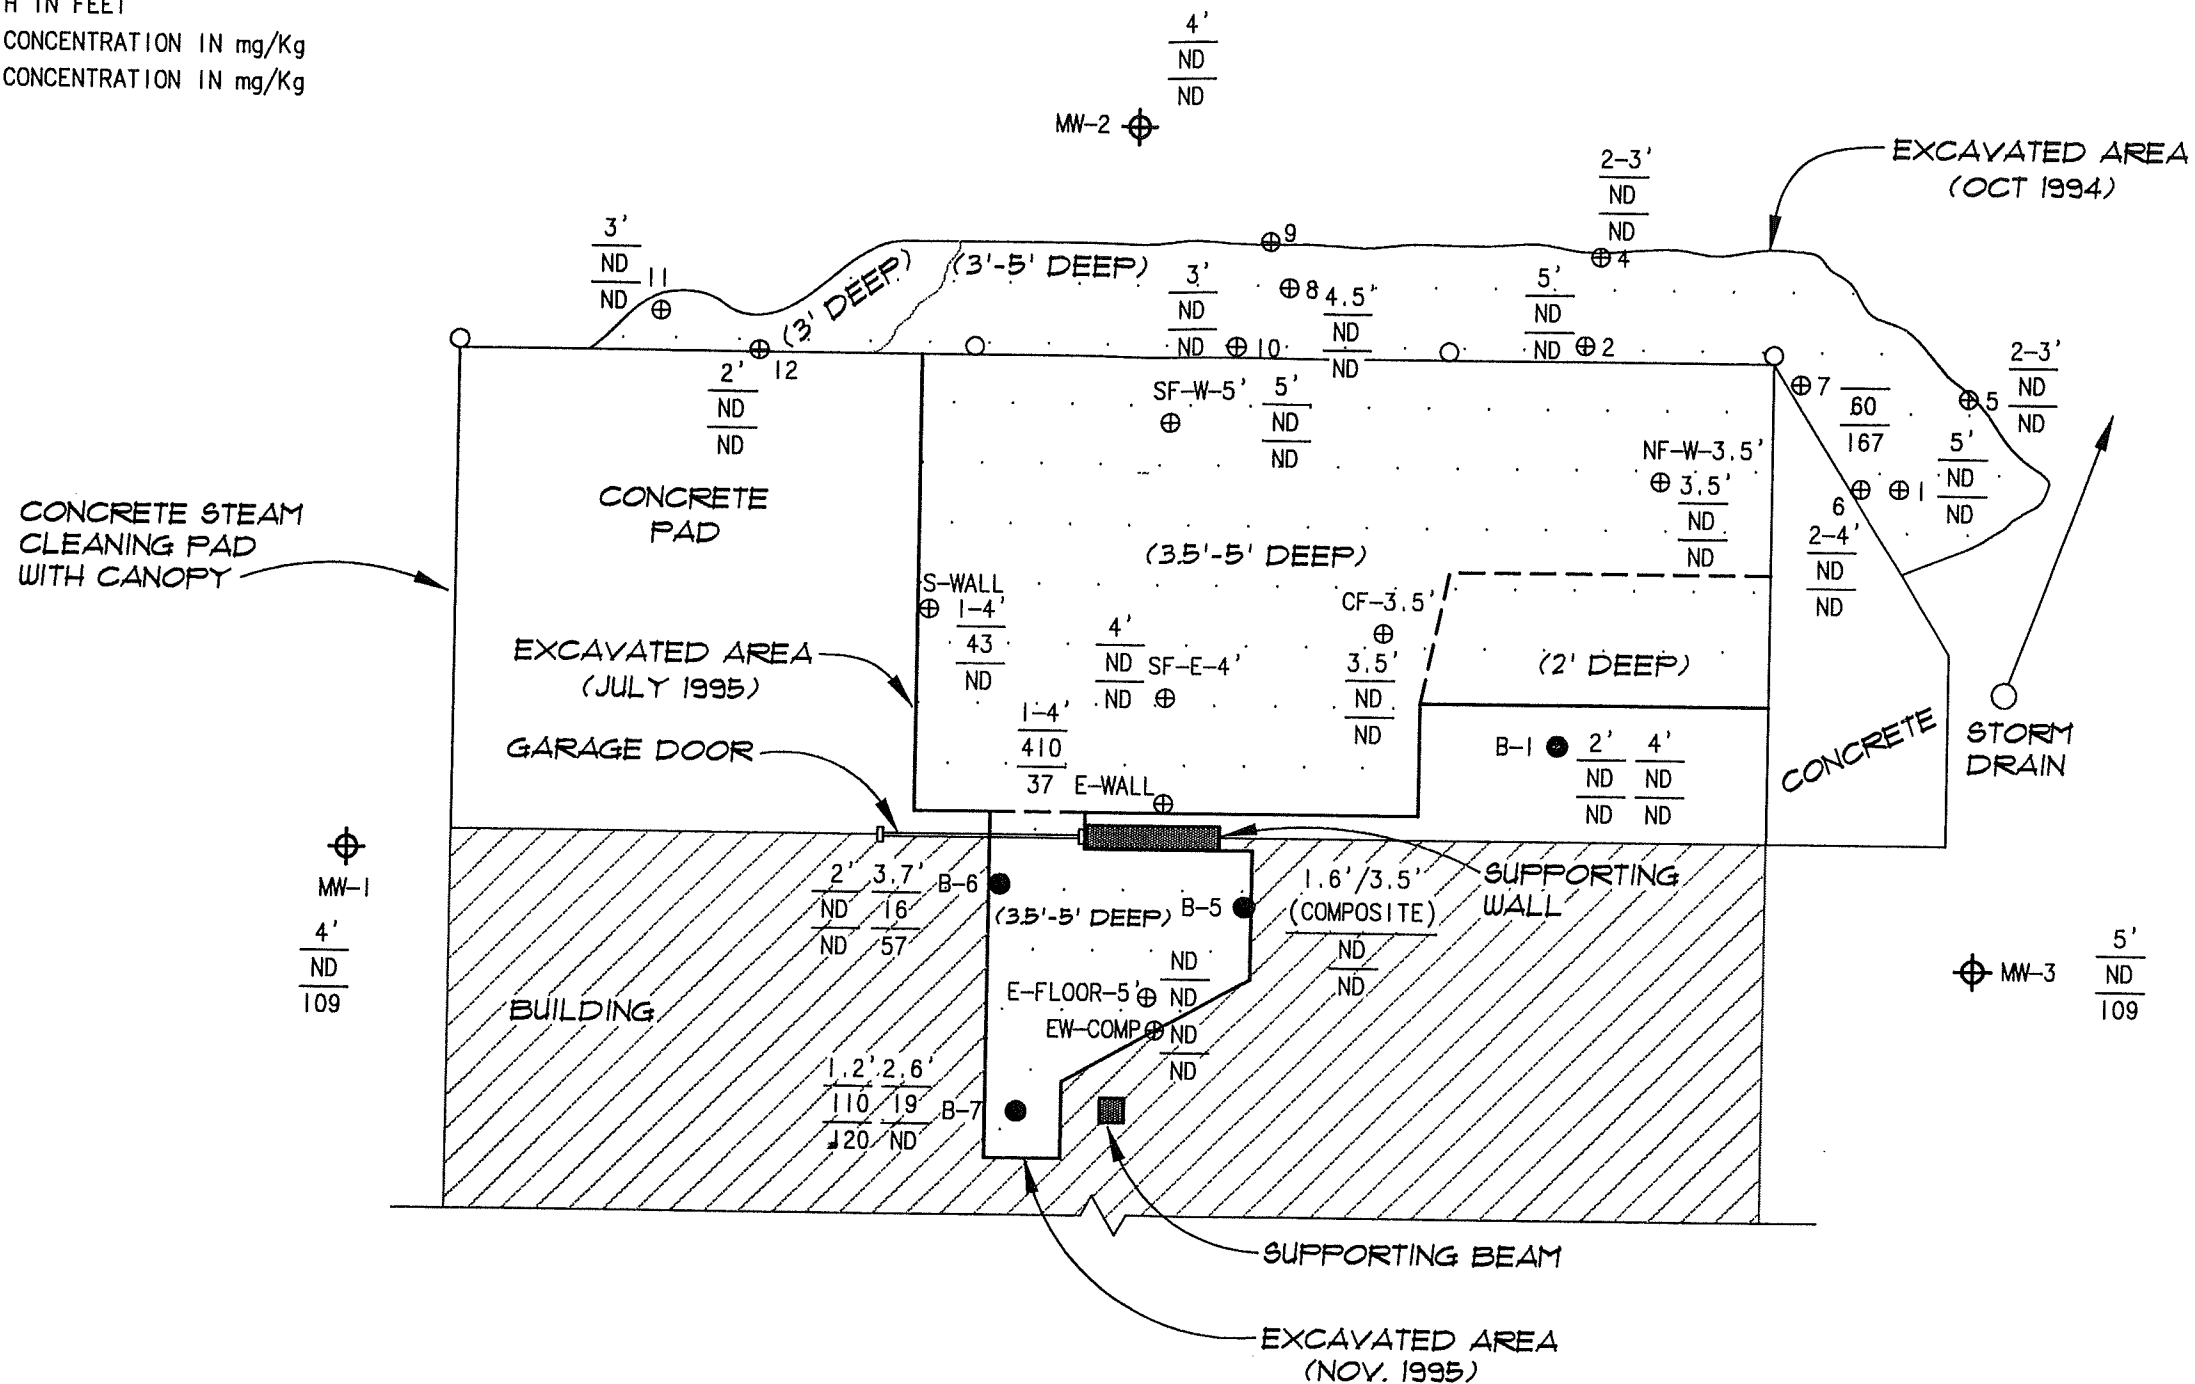 H IN FEET
CONCENTRATION IN mg/Kg
CONCENTRATION IN mg/Kg
4'
ND
ND
MW-2
EXCAVATED AREA
(OCT 1994)
2-3'
ND
ND
4
9
3'
ND
ND
11
(3' DEEP)
(3'-5' DEEP)
3'
ND
ND
10
8
4.5'
ND
ND
5'
ND
ND
2
12
2'
ND
ND
2-3'
ND
ND
5
7
60
167
SF-W-5'
5'
ND
ND
NF-W-3.5'
3.5'
ND
ND
5'
ND
ND
1
6
2-4'
ND
ND
CONCRETE
PAD
CONCRETE STEAM
CLEANING PAD
WITH CANOPY
(3.5'-5' DEEP)
S-WALL
1-4'
43
ND
CF-3.5'
3.5'
ND
ND
4'
ND
ND
SF-E-4'
EXCAVATED AREA
(JULY 1995)
(2' DEEP)
1-4'
410
37
E-WALL
GARAGE DOOR
B-1
2' 4'
ND ND
ND ND
CONCRETE
STORM
DRAIN
MW-1
4'
ND
109
2' 3.7'
ND 16
ND 57
B-6
(3.5'-5' DEEP)
B-5
1.6'/3.5'
(COMPOSITE)
ND
ND
SUPPORTING
WALL
MW-3
5'
ND
109
ND
ND
E-FLOOR-5'
EW-COMP
ND
ND
BUILDING
1.2' 2.6'
110 19
120 ND
B-7
SUPPORTING BEAM
EXCAVATED AREA
(NOV. 1995)